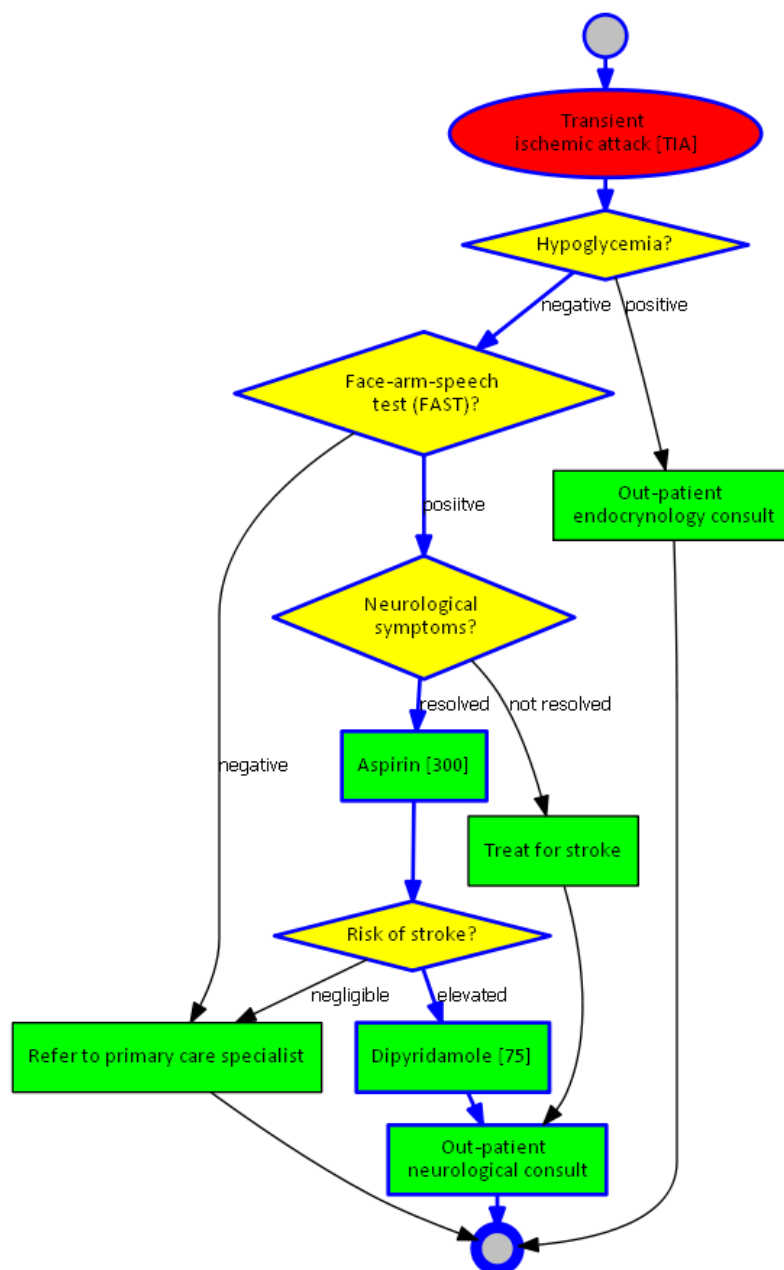 Transient
ischemic attack [TIA]
Hypoglycemia?
negative
positive
Face-arm-speech
test (FAST)?
Out-patient
endocrynology consult
posiitve
Neurological
symptoms?
resolved
not resolved
negative
Aspirin [300]
Treat for stroke
Risk of stroke?
negligible
elevated
Refer to primary care specialist
Dipyridamole [75]
Out-patient
neurological consult